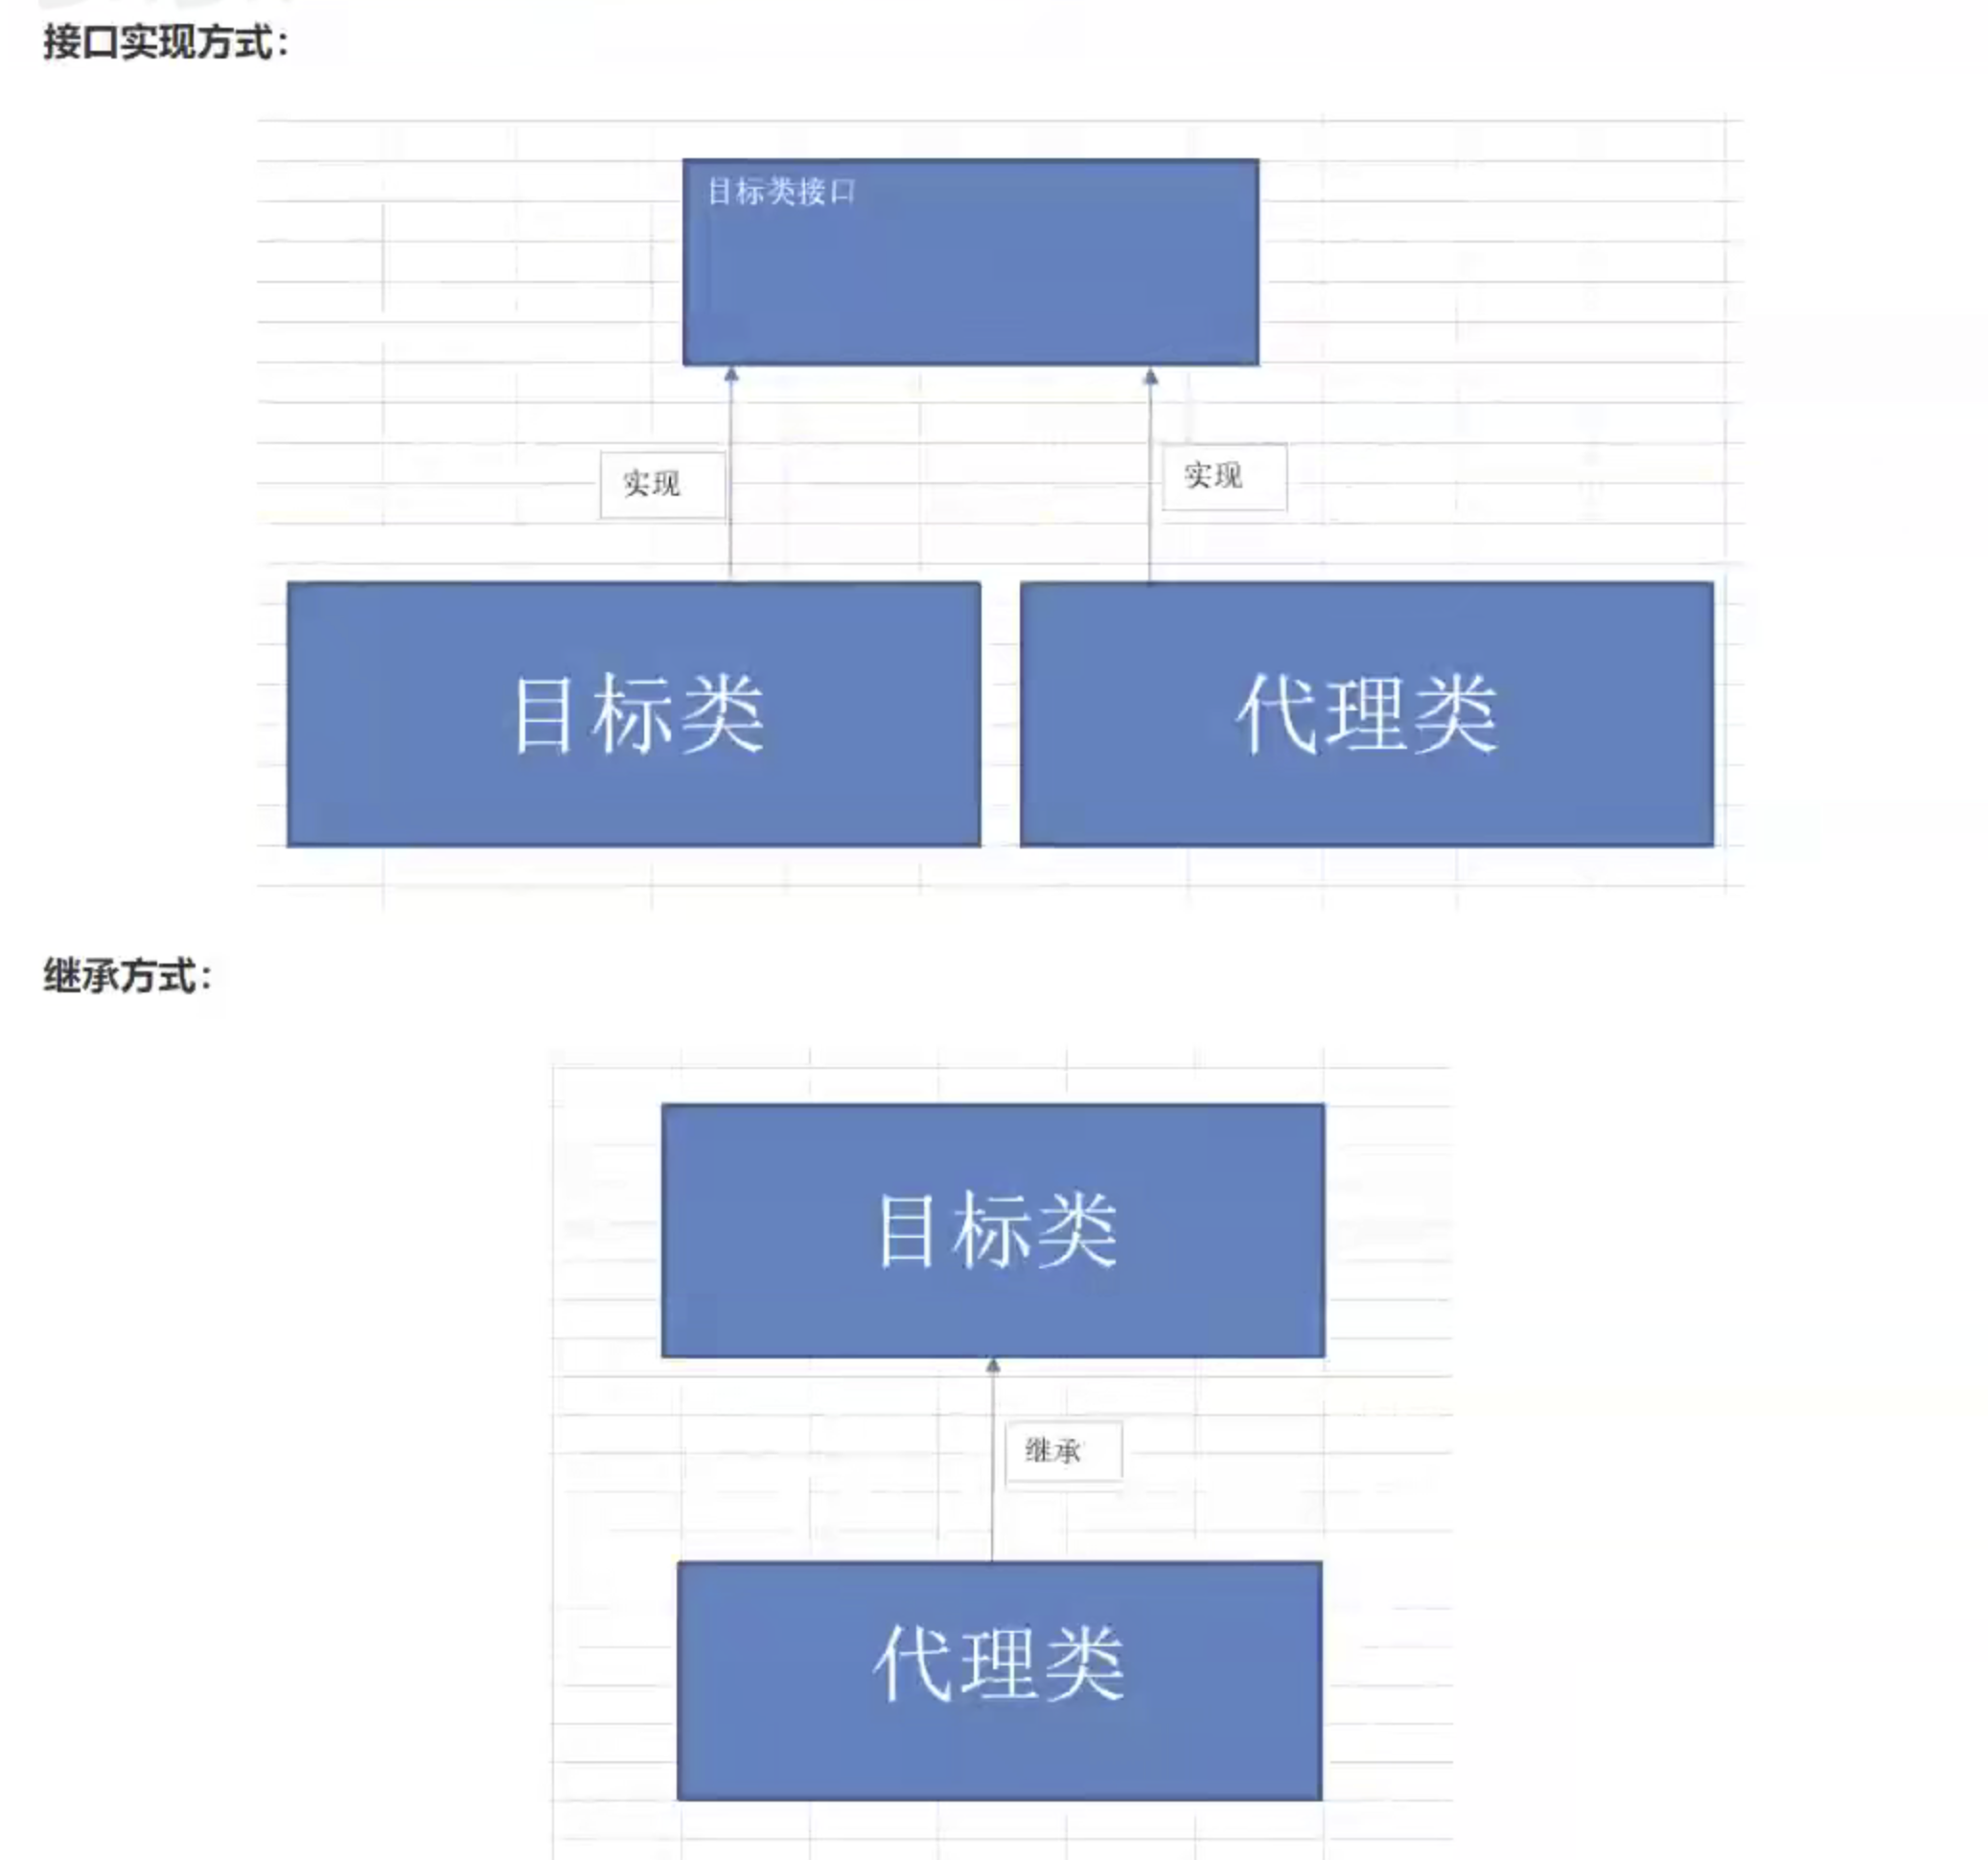 接口实现方式：
目标类接口
实现
实现
目标类
代理类
继承方式：
目标类
继承
代理类